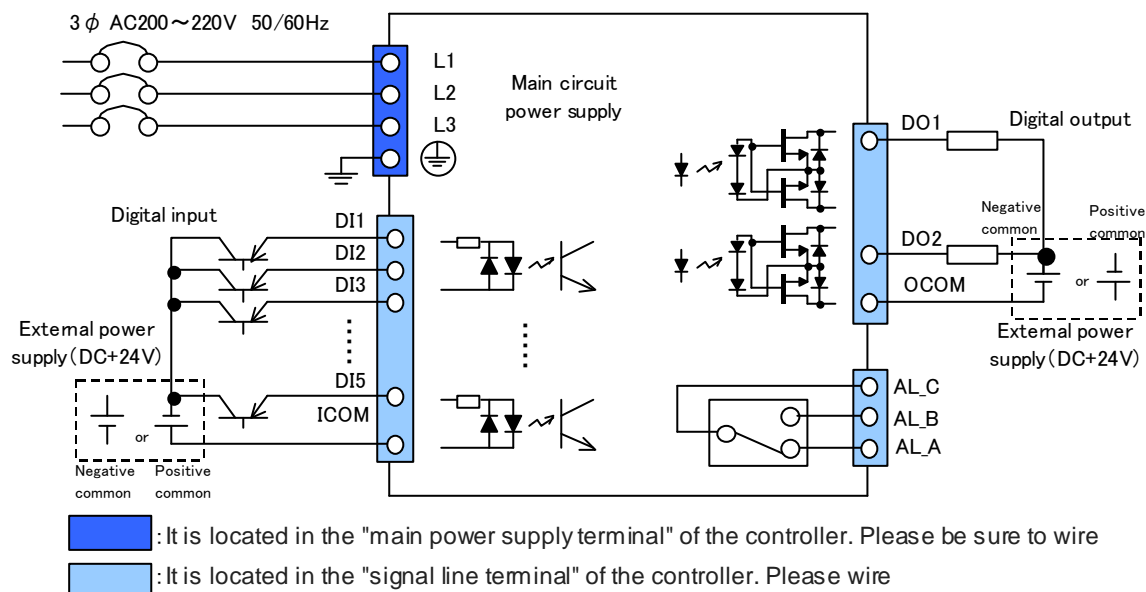 3φ AC200～220V 50/60Hz
L1
L2
L3
Main circuit
power supply
DO1
Digital output
Negative
common
Positive
common
DO2
or
OCOM
External power
supply(DC+24V)
Digital input
DI1
DI2
DI3
External power
supply(DC+24V)
DI5
ICOM
or
Negative
common
Positive
common
AL_C
AL_B
AL_A
:It is located in the "main power supply terminal" of the controller. Please be sure to wire
:It is located in the "signal line terminal" of the controller. Please wire